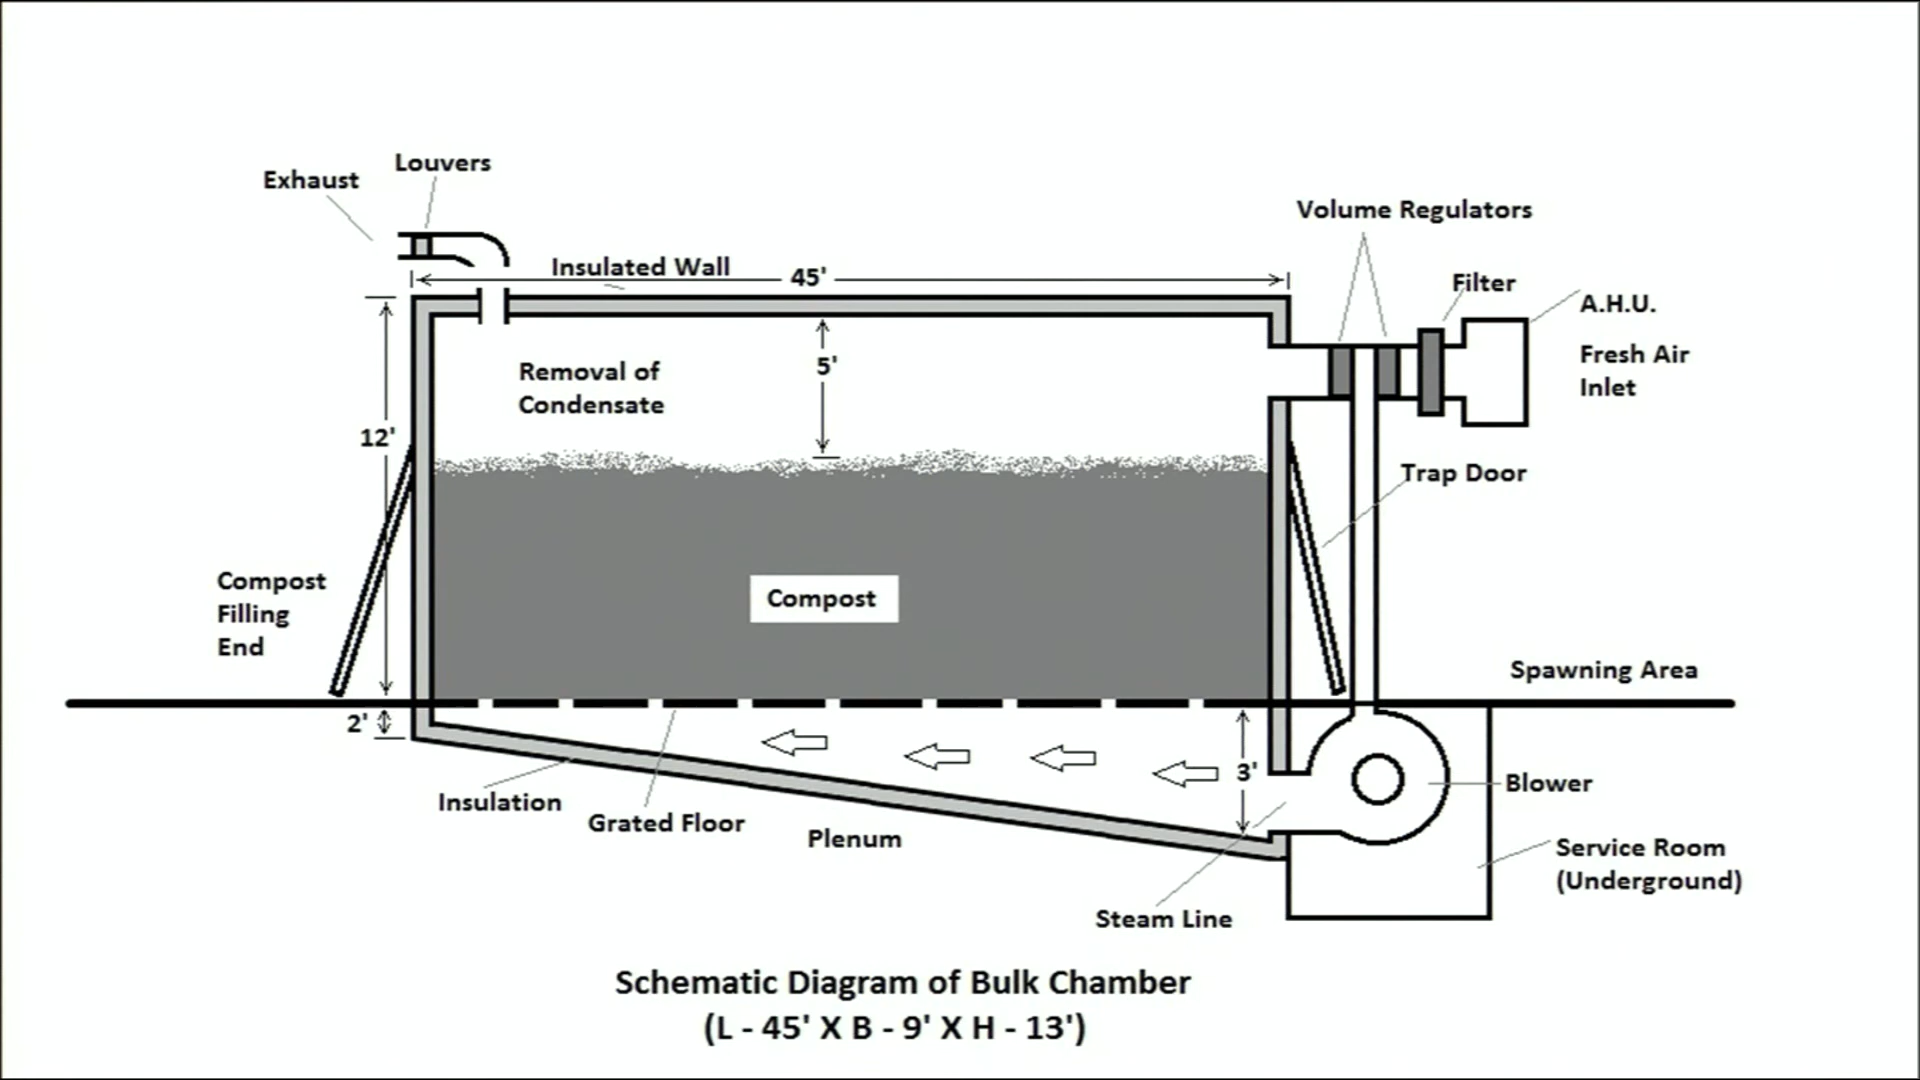 Louvers
Exhaust
Volume Regulators
Insulated Wall
45'
Filter
A.H.U.
Fresh Air
Inlet
5'
Removal of
Condensate
12'
Trap Door
Compost
Filling
End
Compost
Spawning Area
2'
3'
Blower
Insulation
Grated Floor
Plenum
Service Room
(Underground)
Steam Line
Schematic Diagram of Bulk Chamber
(L - 45' X B - 9' X H - 13')